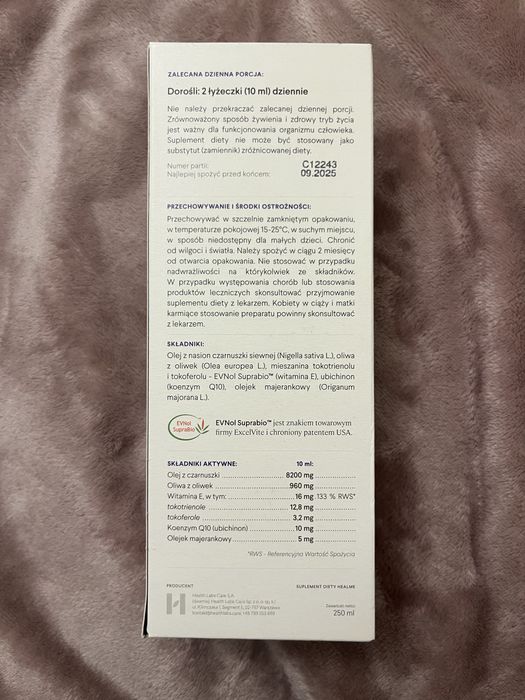 ZALECANA DZIENNA PORCJA:
Dorośli: 2 łyżeczki (10 ml) dziennie
Nie należy przekraczać zalecanej dziennej porcji.
Zrównoważony sposób żywienia i zdrowy tryb życia
jest ważny dla funkcjonowania organizmu człowieka.
Suplement diety nie może być stosowany jako
substytut (zamiennik) zróżnicowanej diety.
Numer partii: C12243
Najlepiej spożyć przed końcem: 09.2025
PRZECHOWYWANIE I ŚRODKI OSTROŻNOŚCI:
Przechowywać w szczelnie zamkniętym opakowaniu,
w temperaturze pokojowej 15-25°C, w suchym miejscu,
w sposób niedostępny dla małych dzieci. Chronić
od wilgoci i światła. Należy spożyć w ciągu 2 miesięcy
od otwarcia opakowania. Nie stosować w przypadku
nadwrażliwości na którykolwiek ze składników.
W przypadku występowania chorób lub stosowania
produktów leczniczych skonsultować przyjmowanie
suplementu diety z lekarzem. Kobiety w ciąży i matki
karmiące stosowanie preparatu powinny skonsultować
z lekarzem.
SKŁADNIKI:
Olej z nasion czarnuszki siewnej (Nigella sativa L.), oliwa
z oliwek (Olea europea L.), mieszanina tokotrienolu
i tokoferolu - EVNol Suprabio™ (witamina E), ubichinon
(koenzym Q10), olejek majerankowy (Origanum
majorana L.).
EVNol
SupraBio
EVNol Suprabio™ jest znakiem towarowym
firmy ExcelVite i chroniony patentem USA.
SKŁADNIKI AKTYWNE: 10 ml:
Olej z czarnuszki 8200 mg
Oliwa z oliwek 960 mg
Witamina E, w tym: 16 mg 133 % RWS*
tokotrienole 12,8 mg
tokoferole 3,2 mg
Koenzym Q10 (ubichinon) 10 mg
Olejek majerankowy 5 mg
*RWS - Referencyjna Wartość Spożycia
PRODUCENT
SUPLEMENT DIETY HEALME
Health Labs Care S.A.
Zawartość netto:
250 ml